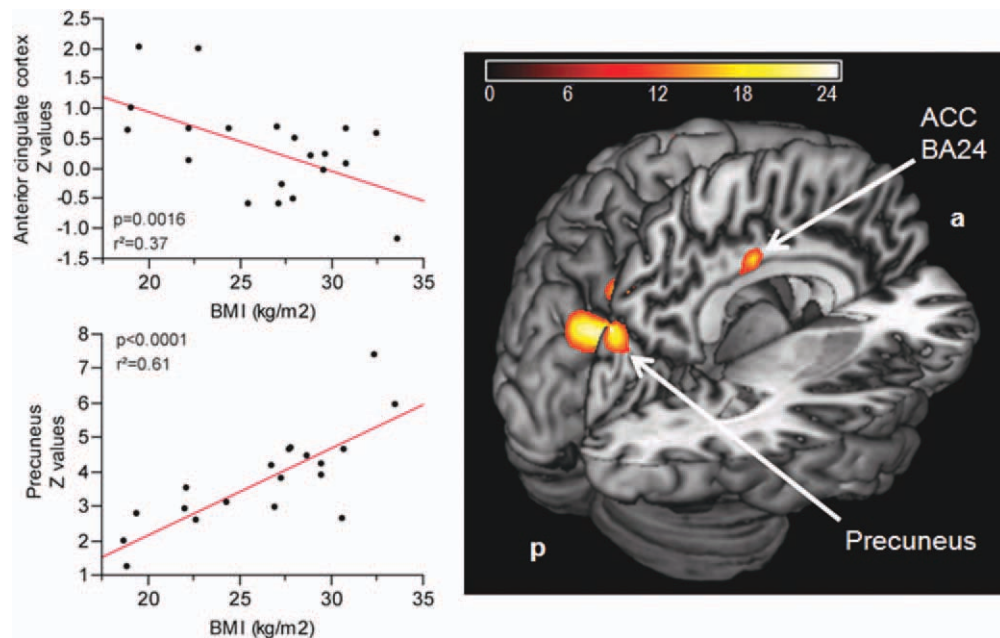 Anterior cingulate cortex
Z values
2.5
2.0
1.5
1.0
0.5
0.0
-0.5
-1.0
-1.5
p=0.0016
r²=0.37
20
25
30
35
BMI (kg/m2)
Precuneus
Z values
8
7
6
5
4
3
2
1
p<0.0001
r²=0.61
20
25
30
35
BMI (kg/m2)
0
6
12
18
24
ACC
BA24
a
Precuneus
p